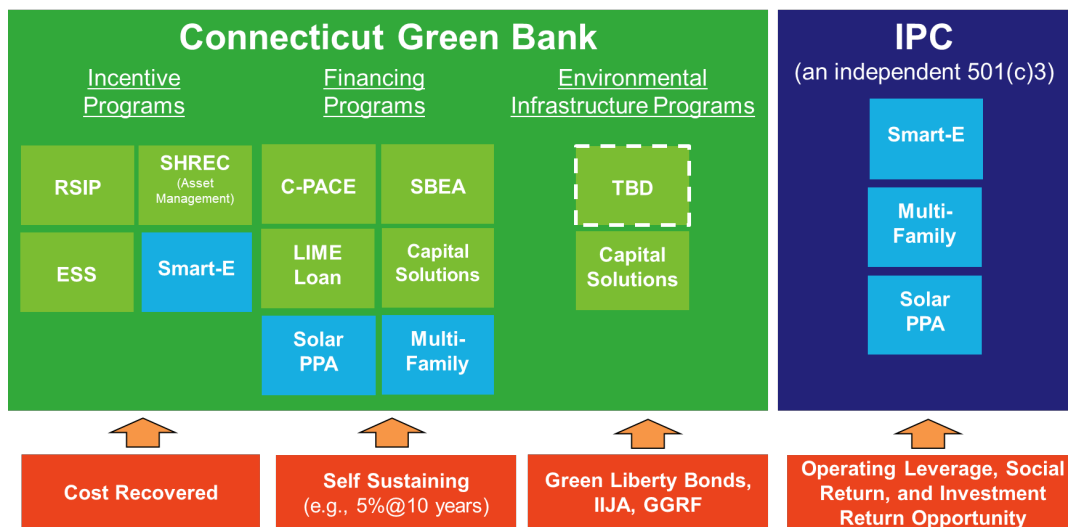 Connecticut Green Bank
Incentive
Programs
Financing
Programs
Environmental
Infrastructure Programs
RSIP
SHREC
(Asset
Management)
C-PACE
SBEA
TBD
ESS
Smart-E
LIME
Loan
Capital
Solutions
Capital
Solutions
Solar
PPA
Multi-
Family
IPC
(an independent 501(c)3)
Smart-E
Multi-
Family
Solar
PPA
Cost Recovered
Self Sustaining
(e.g., 5%@10 years)
Green Liberty Bonds,
IIJA, GGRF
Operating Leverage, Social
Return, and Investment
Return Opportunity